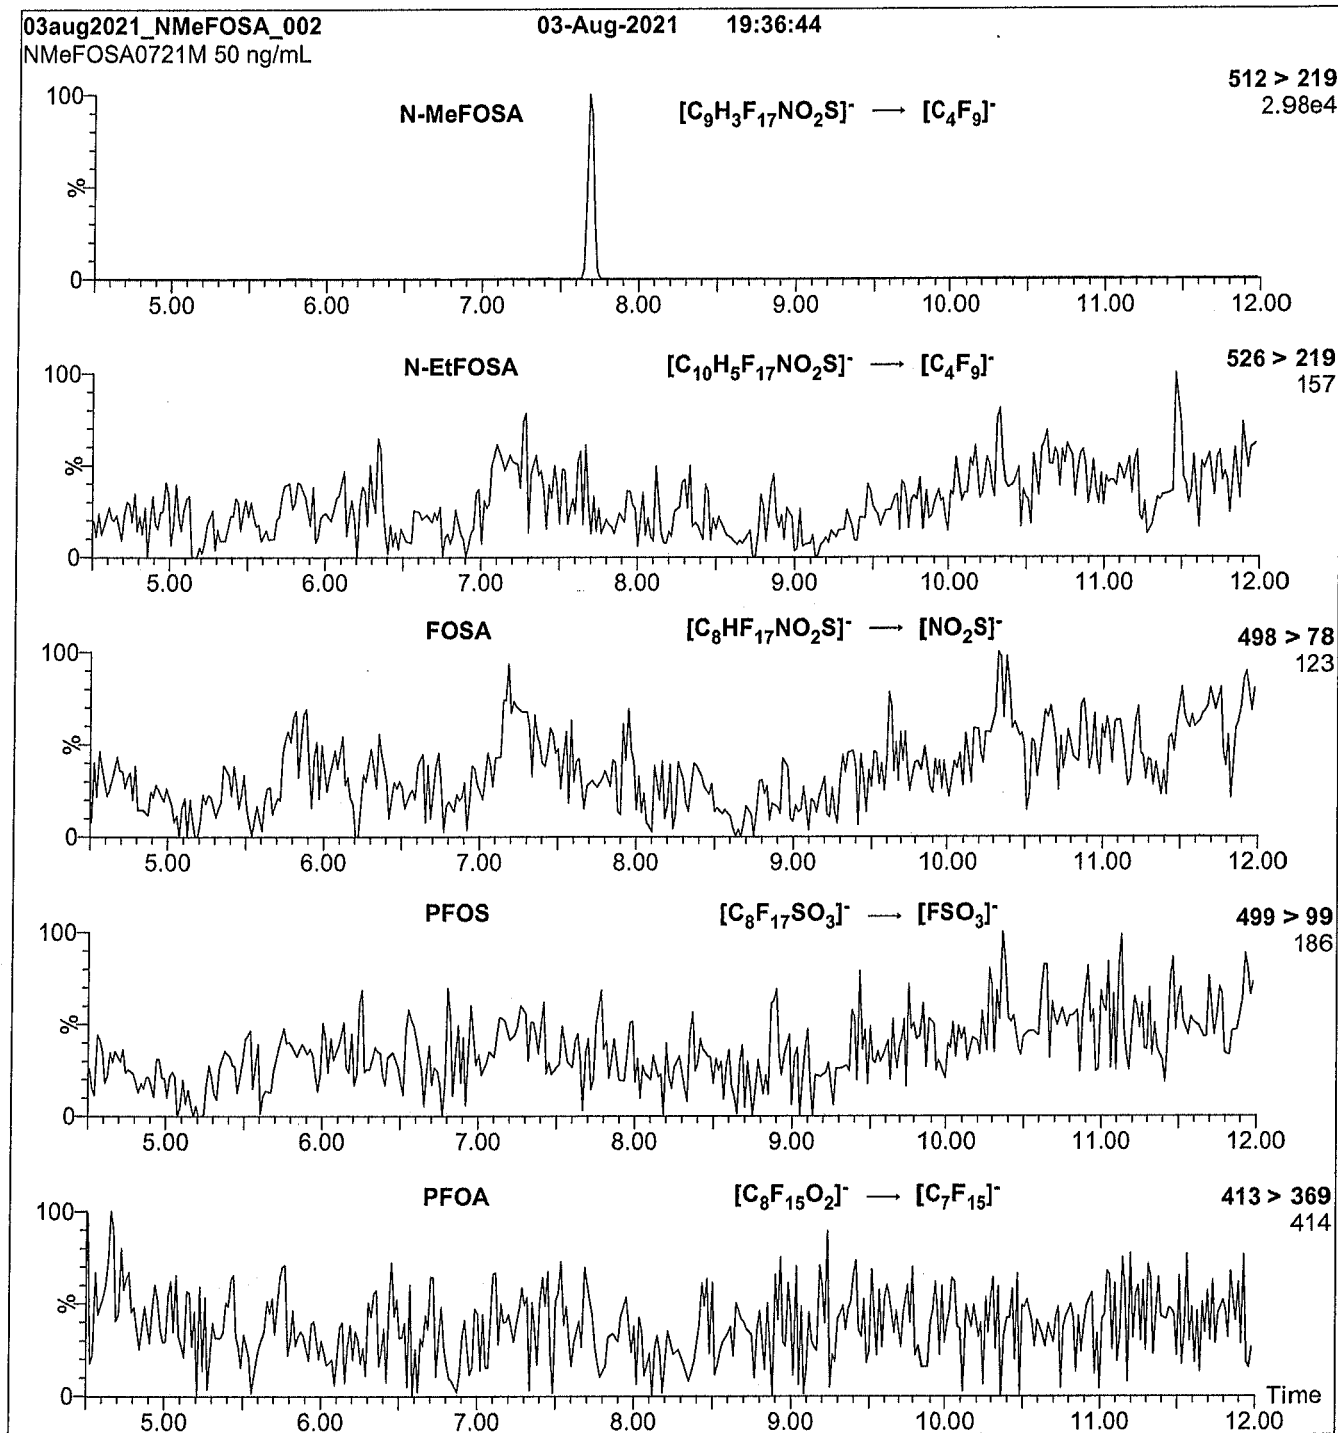 03aug2021_NMeFOSA_002 03-Aug-2021 19:36:44
NMeFOSA0721M 50 ng/mL
512 > 219
2.98e4
N-MeFOSA [C₉H₃F₁₇NO₂S]⁻ → [C₄F₉]⁻
100
%
0
5.00 6.00 7.00 8.00 9.00 10.00 11.00 12.00
526 > 219
157
N-EtFOSA [C₁₀H₅F₁₇NO₂S]⁻ → [C₄F₉]⁻
100
%
0
5.00 6.00 7.00 8.00 9.00 10.00 11.00 12.00
498 > 78
123
FOSA [C₈HF₁₇NO₂S]⁻ → [NO₂S]⁻
100
%
0
5.00 6.00 7.00 8.00 9.00 10.00 11.00 12.00
499 > 99
186
PFOS [C₈F₁₇SO₃]⁻ → [FSO₃]⁻
100
%
0
5.00 6.00 7.00 8.00 9.00 10.00 11.00 12.00
413 > 369
414
PFOA [C₈F₁₅O₂]⁻ → [C₇F₁₅]⁻
100
%
0
Time
5.00 6.00 7.00 8.00 9.00 10.00 11.00 12.00